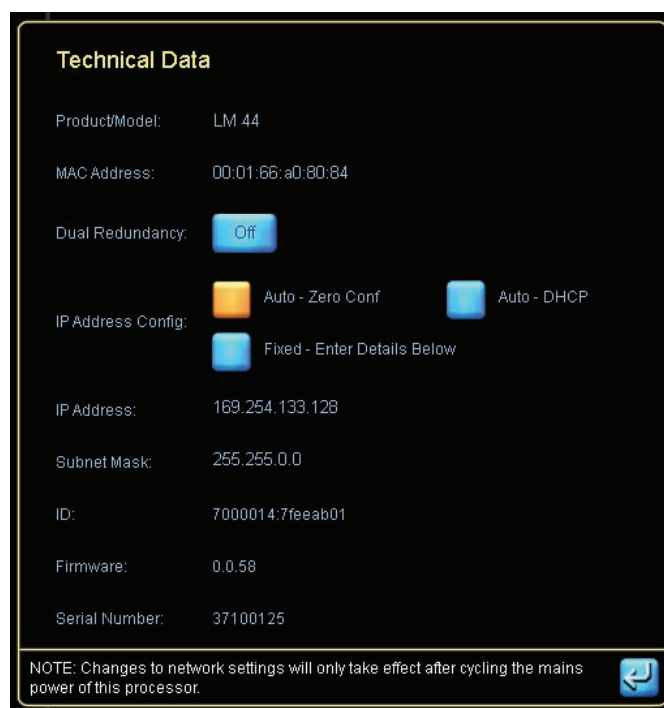 Technical Data
Product/Model: LM 44
MAC Address: 00:01:66:a0:80:84
Dual Redundancy: Off
Auto - Zero Conf Auto - DHCP
IP Address Config:
Fixed - Enter Details Below
IP Address: 169.254.133.128
Subnet Mask: 255.255.0.0
ID: 7000014:7feeab01
Firmware: 0.0.58
Serial Number: 37100125
NOTE: Changes to network settings will only take effect after cycling the mains
power of this processor.